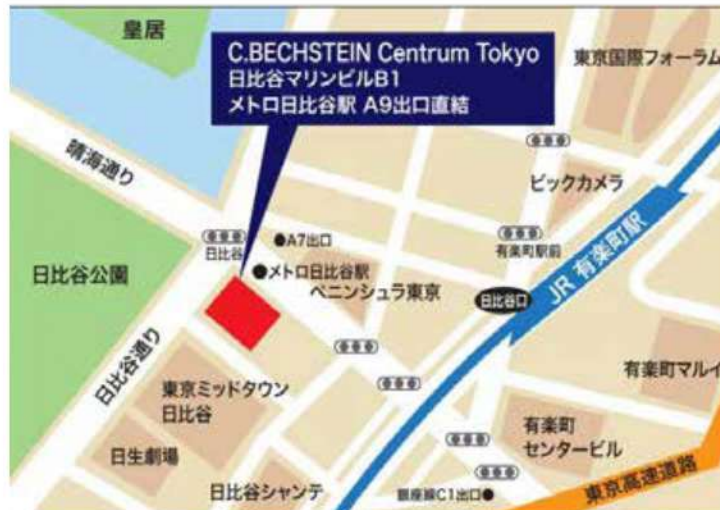 皇居
C.BECHSTEIN Centrum Tokyo
日比谷マリンビルB1
メトロ日比谷駅 A9出口直結
東京国際フォーラム
晴海通り
ビックカメラ
日比谷
●A7出口
有楽町駅前
JR 有楽町駅
日比谷公園
●メトロ日比谷駅
ペニンシュラ東京
日比谷口
日比谷通り
東京ミッドタウン
日比谷
有楽町マルイ
日生劇場
有楽町
センタービル
日比谷シャンテ
銀座線C1出口●
東京高速道路